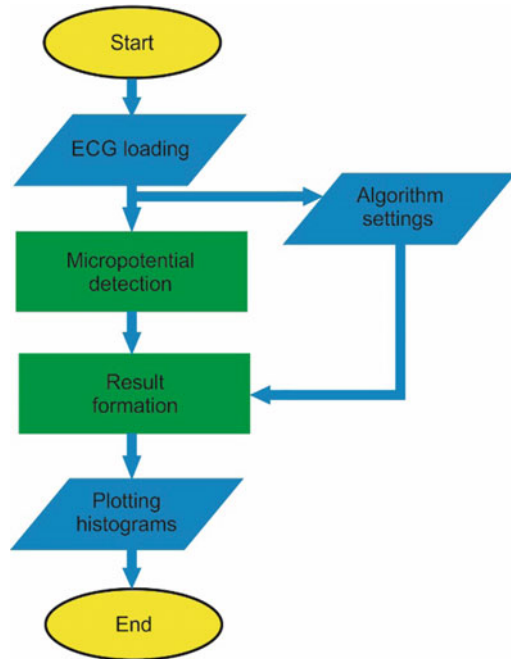 Start
ECG loading
Algorithm
settings
Micropotential
detection
Result
formation
Plotting
histograms
End